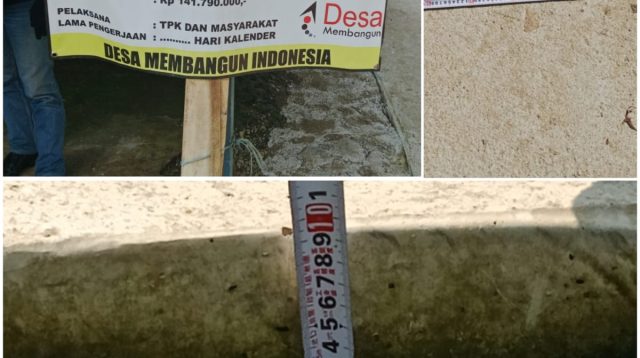 : Rp 141.790.000,-
PELAKSANA : TPK DAN MASYARAKAT
LAMA PENGERJAAN : .......... HARI KALENDER
Desa
Membangun
DESA MEMBANGUN INDONESIA
4 5 6 7 8 9 10 1